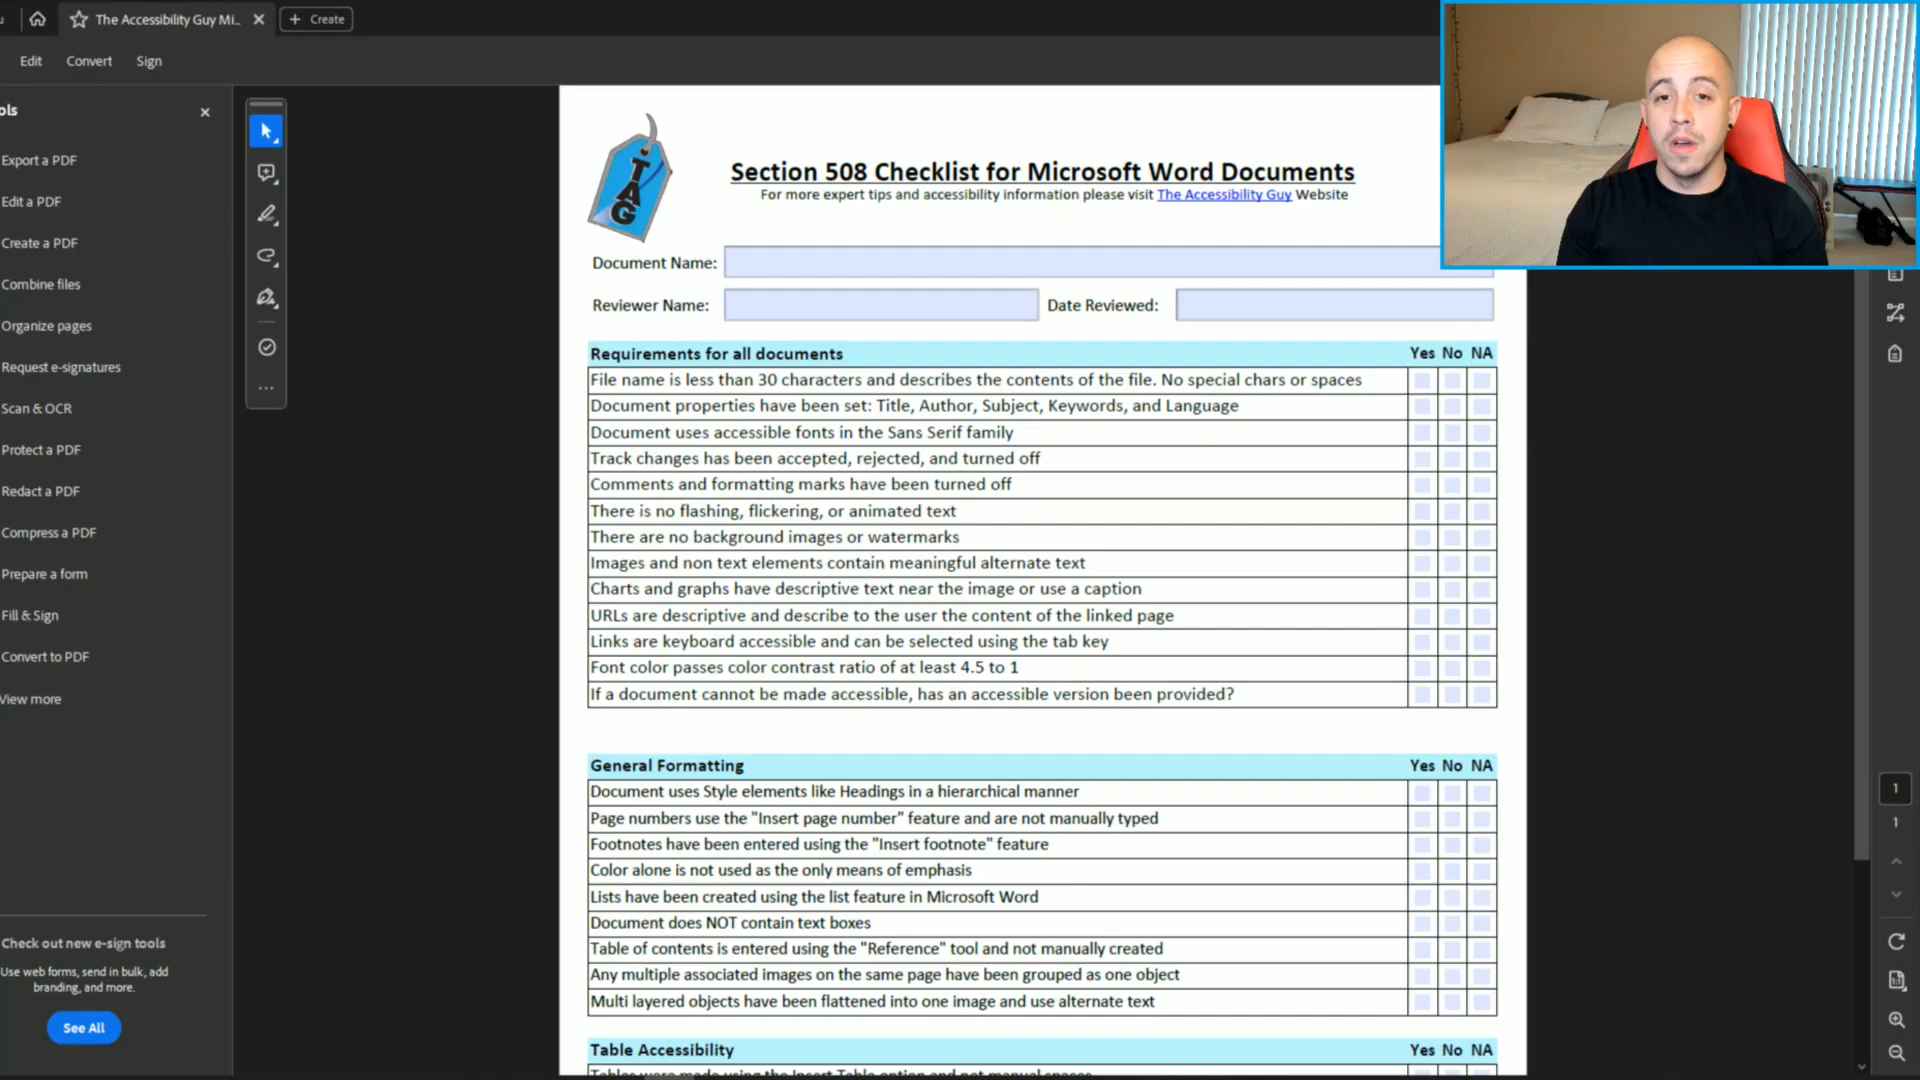 The Accessibility Guy Mi...
Create
Edit
Convert
Sign
Export a PDF
Edit a PDF
Create a PDF
Combine files
Organize pages
Request e-signatures
Scan & OCR
Protect a PDF
Redact a PDF
Compress a PDF
Prepare a form
Fill & Sign
Convert to PDF
View more
Check out new e-sign tools
Use web forms, send in bulk, add
branding, and more.
See All
TAG
Section 508 Checklist for Microsoft Word Documents
For more expert tips and accessibility information please visit The Accessibility Guy Website
Document Name:
Reviewer Name:
Date Reviewed:
Requirements for all documents Yes No NA
File name is less than 30 characters and describes the contents of the file. No special chars or spaces
Document properties have been set: Title, Author, Subject, Keywords, and Language
Document uses accessible fonts in the Sans Serif family
Track changes has been accepted, rejected, and turned off
Comments and formatting marks have been turned off
There is no flashing, flickering, or animated text
There are no background images or watermarks
Images and non text elements contain meaningful alternate text
Charts and graphs have descriptive text near the image or use a caption
URLs are descriptive and describe to the user the content of the linked page
Links are keyboard accessible and can be selected using the tab key
Font color passes color contrast ratio of at least 4.5 to 1
If a document cannot be made accessible, has an accessible version been provided?
General Formatting Yes No NA
Document uses Style elements like Headings in a hierarchical manner
Page numbers use the "Insert page number" feature and are not manually typed
Footnotes have been entered using the "Insert footnote" feature
Color alone is not used as the only means of emphasis
Lists have been created using the list feature in Microsoft Word
Document does NOT contain text boxes
Table of contents is entered using the "Reference" tool and not manually created
Any multiple associated images on the same page have been grouped as one object
Multi layered objects have been flattened into one image and use alternate text
Table Accessibility Yes No NA
Tables were made using the Insert Table option and not manual spaces
1
1